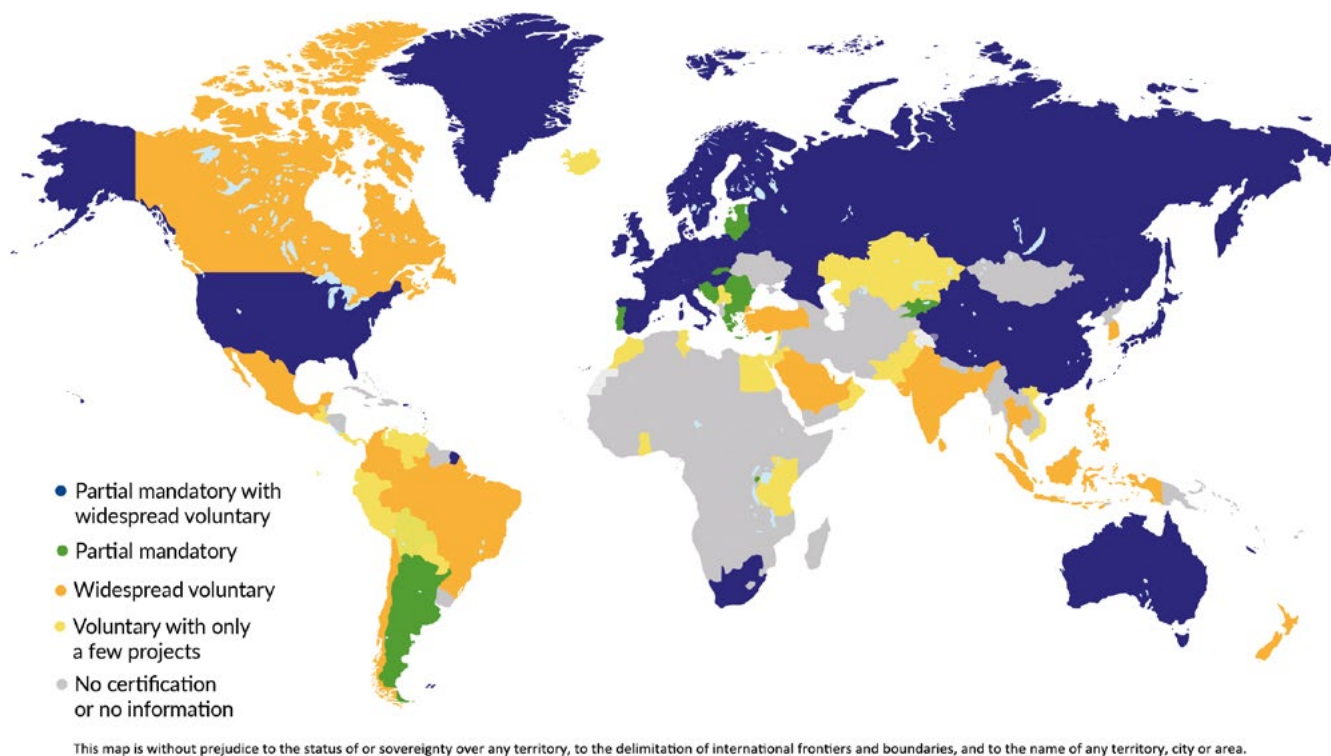 Partial mandatory with
widespread voluntary
Partial mandatory
Widespread voluntary
Voluntary with only
a few projects
No certification
or no information
This map is without prejudice to the status of or sovereignty over any territory, to the delimitation of international frontiers and boundaries, and to the name of any territory, city or area.